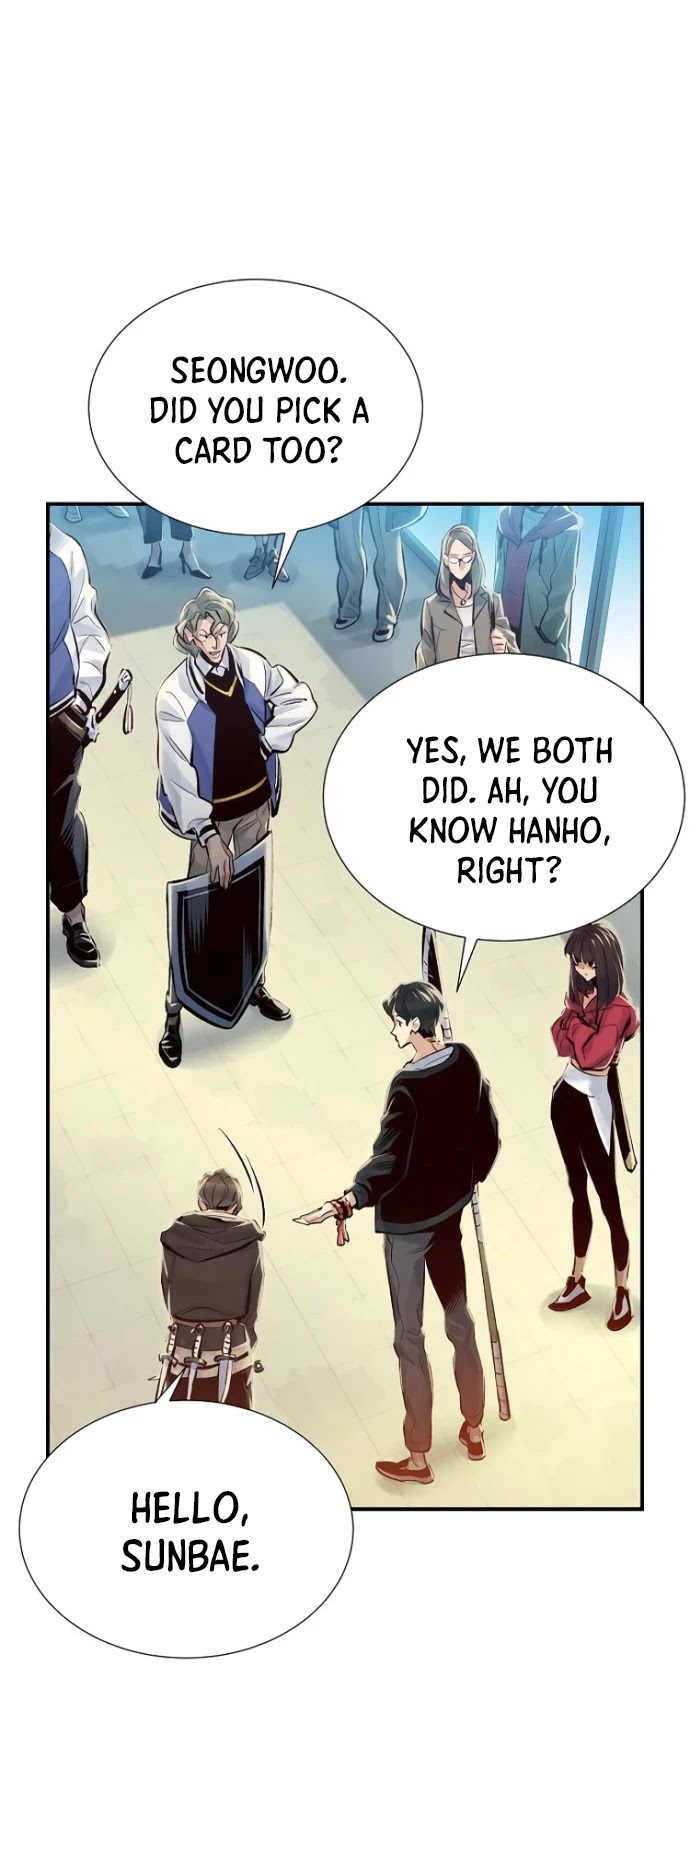 SEONGWOO.
DID YOU PICK A
CARD TOO?
YES, WE BOTH
DID. AH, YOU
KNOW HANHO,
RIGHT?
HELLO,
SUNBAE.